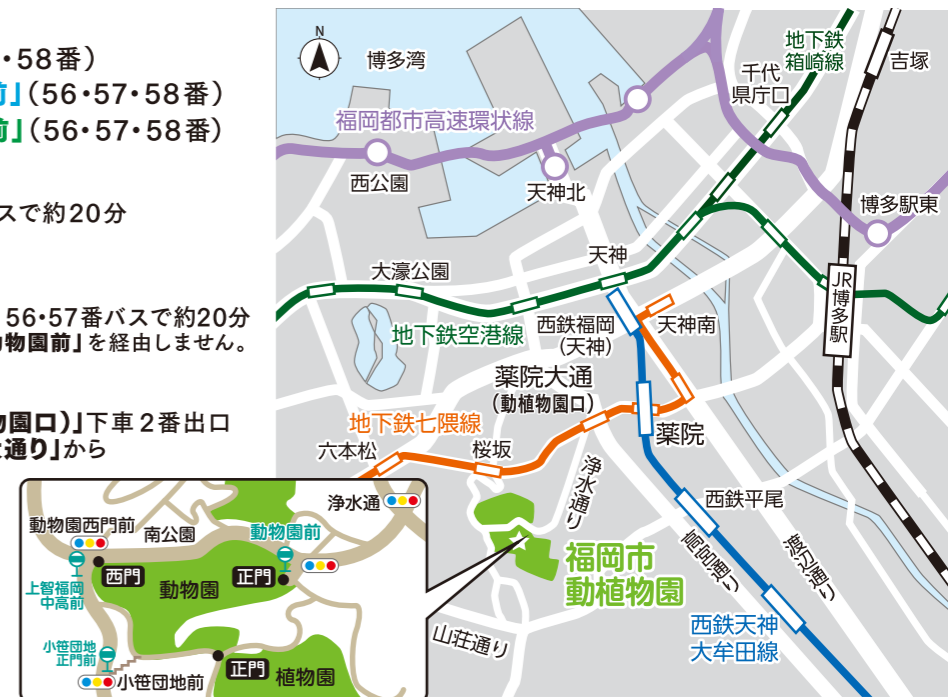 ・58番)
前」(56・57・58番)
前」(56・57・58番)
スで約20分
56・57番バスで約20分
物園前」を経由しません。
物園口)」下車2番出口
大通り」から
N
博多湾
地下鉄
箱崎線
吉塚
千代
県庁口
福岡都市高速環状線
西公園
天神北
博多駅東
天神
大濠公園
JR博多駅
地下鉄空港線
西鉄福岡
(天神)
天神南
薬院大通
(動植物園口)
地下鉄七隈線
薬院
六本松
桜坂
浄水通り
西鉄平尾
高宮通り
渡辺通り
福岡市
動植物園
西鉄天神
大牟田線
山荘通り
浄水通
動物園西門前
南公園
動物園前
西門
動物園
正門
上智福岡
中高前
小笹団地
正門前
小笹団地前
正門
植物園